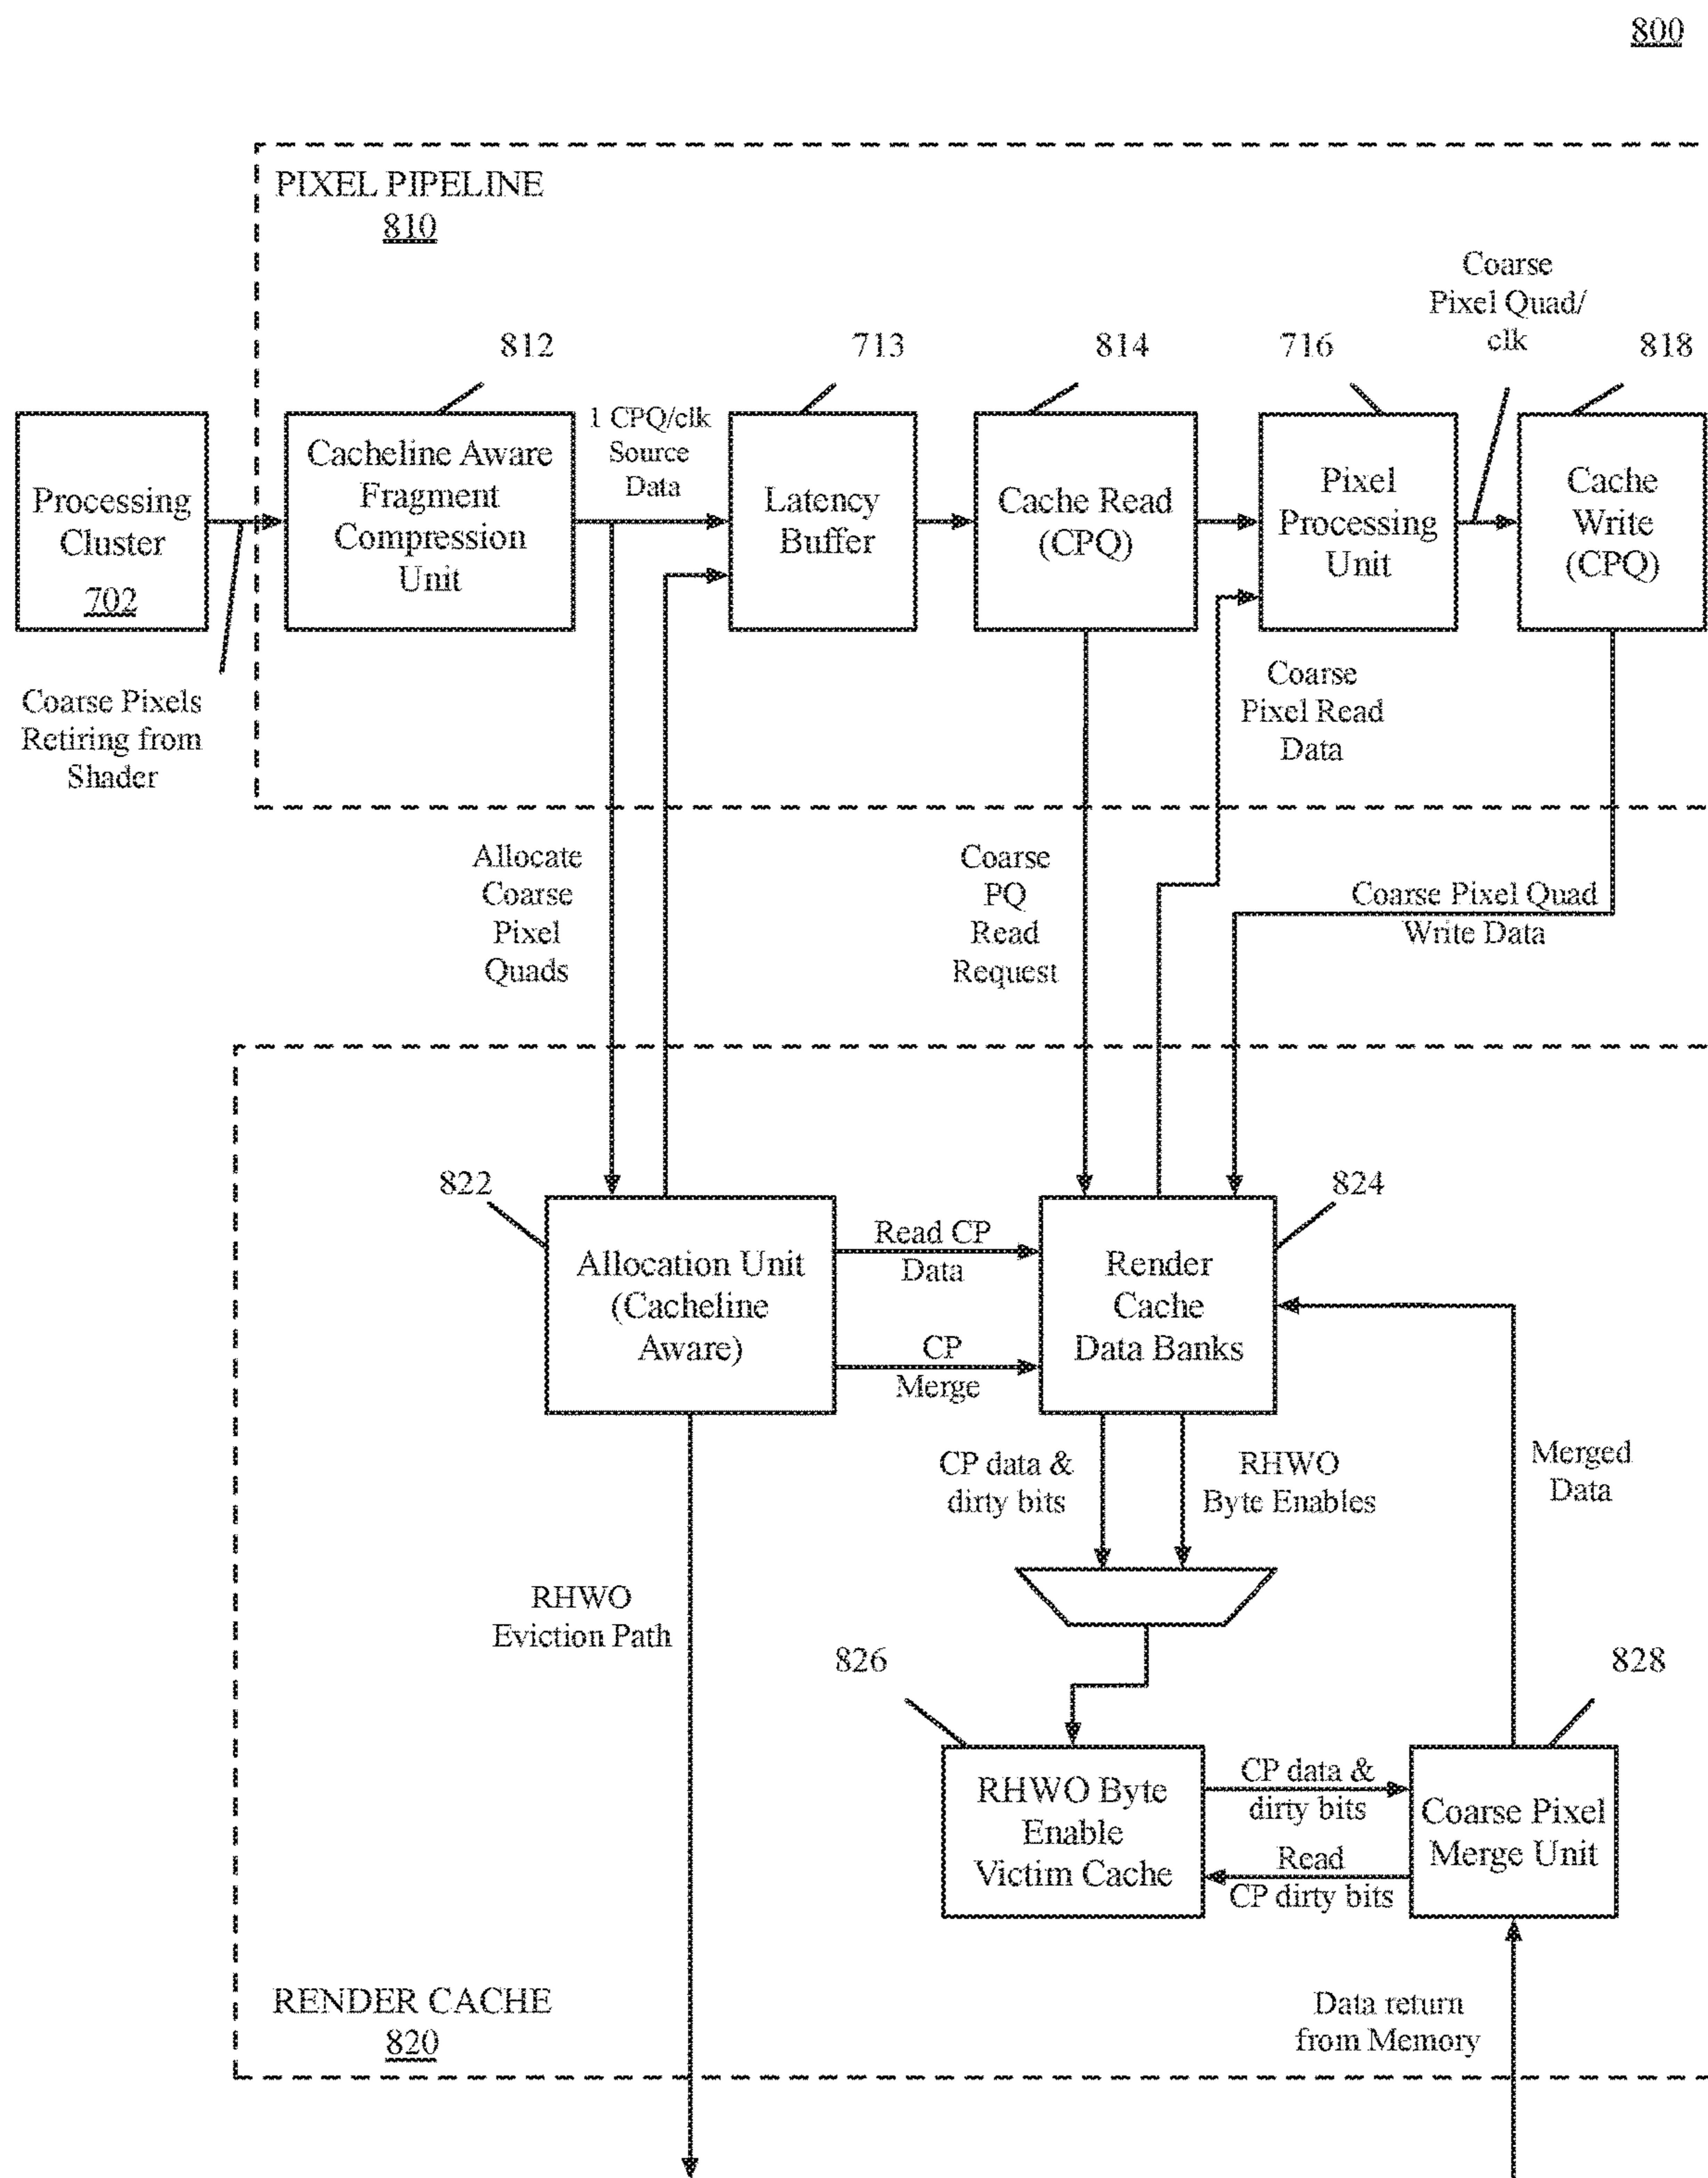 800
PIXEL PIPELINE
810
Coarse
Pixel Quad/
clk
812
713
814
716
818
Processing
Cluster
702
Cacheline Aware
Fragment
Compression
Unit
1 CPQ/clk
Source
Data
Latency
Buffer
Cache Read
(CPQ)
Pixel
Processing
Unit
Cache
Write
(CPQ)
Coarse Pixels
Retiring from
Shader
Coarse
Pixel Read
Data
Allocate
Coarse
Pixel
Quads
Coarse
PQ
Read
Request
Coarse Pixel Quad
Write Data
822
824
Allocation Unit
(Cacheline
Aware)
Read CP
Data
CP
Merge
Render
Cache
Data Banks
CP data &
dirty bits
RHWO
Byte Enables
Merged
Data
RHWO
Eviction Path
826
828
RHWO Byte
Enable
Victim Cache
CP data &
dirty bits
Read
CP dirty bits
Coarse Pixel
Merge Unit
RENDER CACHE
820
Data return
from Memory